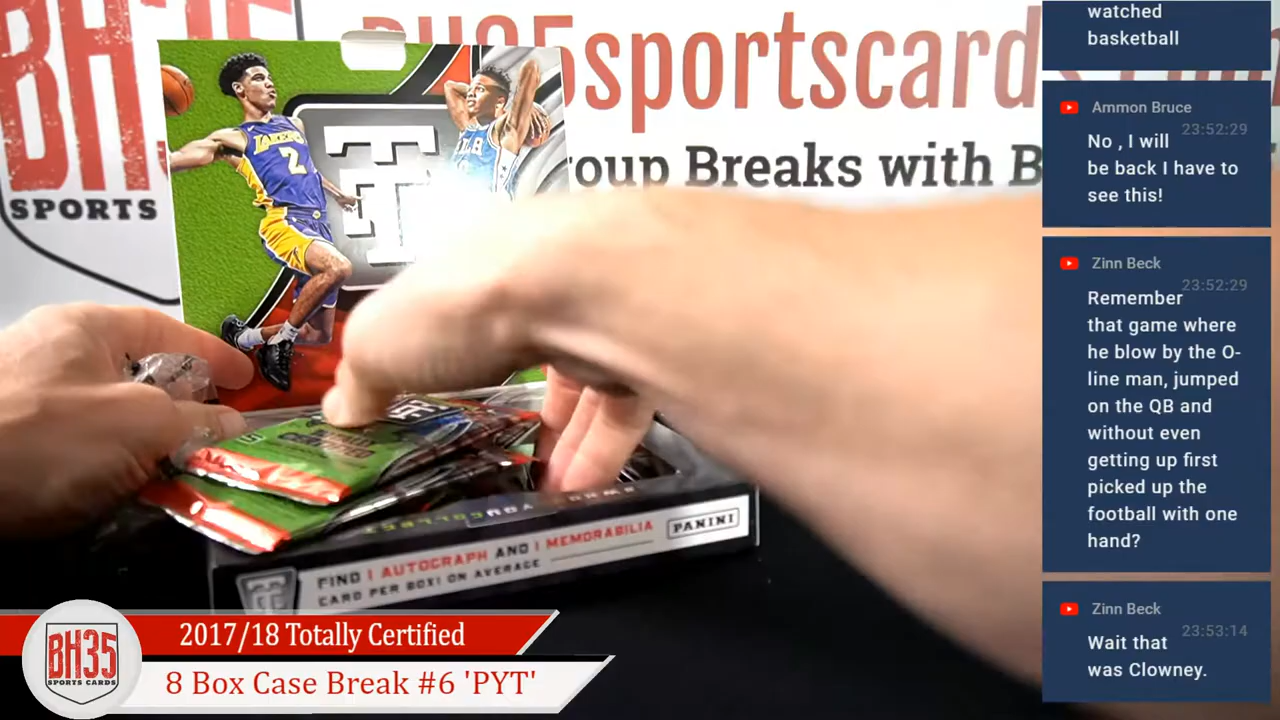 BH35
SPORTS
BH35sportscards
Group Breaks with B
LAKERS
2
TC
FIND 1 AUTOGRAPH AND 1 MEMORABILIA
CARD PER BOX! ON AVERAGE
PANINI
2017/18 Totally Certified
8 Box Case Break #6 'PYT'
BH35
SPORTS CARDS
watched
basketball
Ammon Bruce
23:52:29
No , I will
be back I have to
see this!
Zinn Beck
23:52:29
Remember
that game where
he blow by the O-
line man, jumped
on the QB and
without even
getting up first
picked up the
football with one
hand?
Zinn Beck
23:53:14
Wait that
was Clowney.